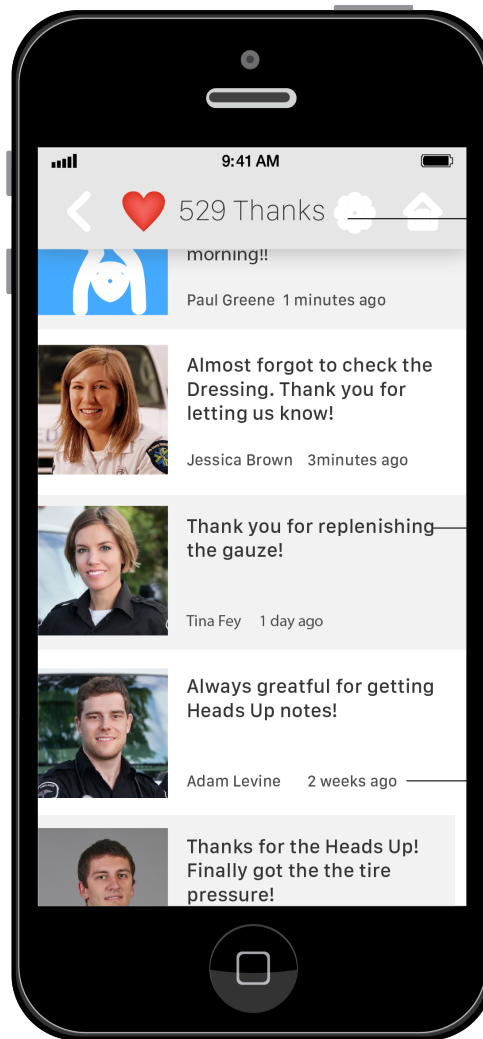 9:41 AM
529 Thanks
morning!!
Paul Greene 1 minutes ago
Almost forgot to check the
Dressing. Thank you for
letting us know!
Jessica Brown 3minutes ago
Thank you for replenishing
the gauze!
Tina Fey 1 day ago
Always greatful for getting
Heads Up notes!
Adam Levine 2 weeks ago
Thanks for the Heads Up!
Finally got the the tire
pressure!